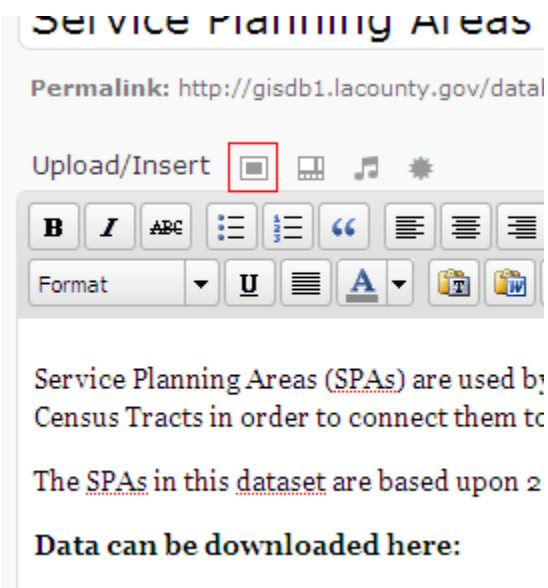 Service Planning Areas
Permalink: http://gisdb1.lacounty.gov/datal
Upload/Insert
B I ABC
Format U A T W
Service Planning Areas (SPAs) are used by
Census Tracts in order to connect them to
The SPAs in this dataset are based upon 2
Data can be downloaded here: